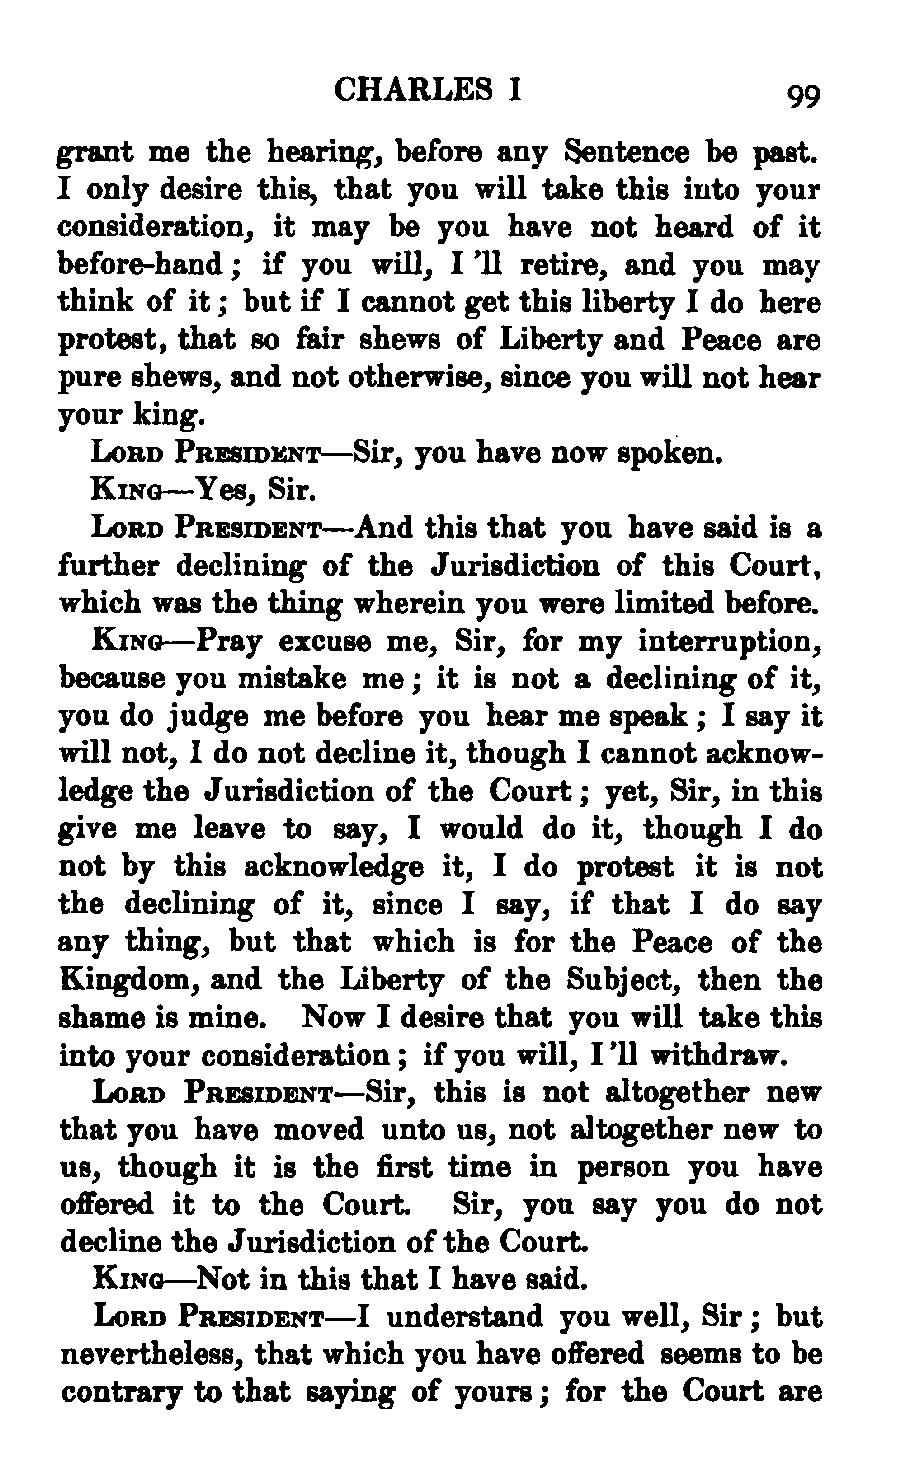 CHARLES I 99
grant me the hearing, before any Sentence be past.
I only desire this, that you will take this into your
consideration, it may be you have not heard of it
before-hand ; if you will, I 'll retire, and you may
think of it ; but if I cannot get this liberty I do here
protest, that so fair shews of Liberty and Peace are
pure shews, and not otherwise, since you will not hear
your king.
LORD PRESIDENT—Sir, you have now spoken.
KING—Yes, Sir.
LORD PRESIDENT—And this that you have said is a
further declining of the Jurisdiction of this Court,
which was the thing wherein you were limited before.
KING—Pray excuse me, Sir, for my interruption,
because you mistake me ; it is not a declining of it,
you do judge me before you hear me speak ; I say it
will not, I do not decline it, though I cannot acknow-
ledge the Jurisdiction of the Court ; yet, Sir, in this
give me leave to say, I would do it, though I do
not by this acknowledge it, I do protest it is not
the declining of it, since I say, if that I do say
any thing, but that which is for the Peace of the
Kingdom, and the Liberty of the Subject, then the
shame is mine. Now I desire that you will take this
into your consideration ; if you will, I 'll withdraw.
LORD PRESIDENT—Sir, this is not altogether new
that you have moved unto us, not altogether new to
us, though it is the first time in person you have
offered it to the Court. Sir, you say you do not
decline the Jurisdiction of the Court.
KING—Not in this that I have said.
LORD PRESIDENT—I understand you well, Sir ; but
nevertheless, that which you have offered seems to be
contrary to that saying of yours ; for the Court are